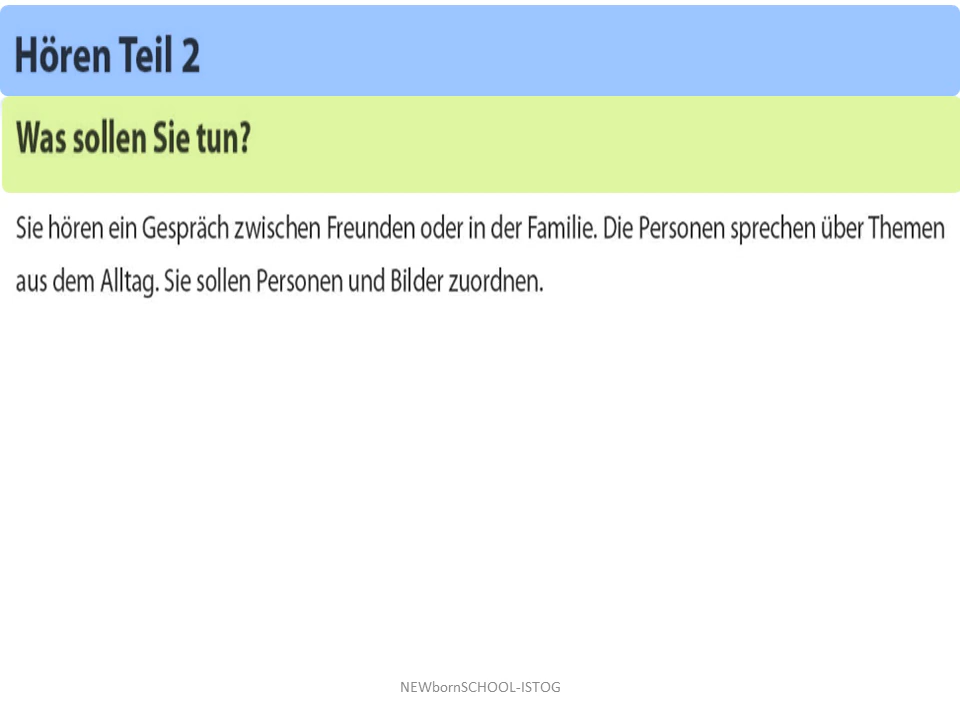 Hören Teil 2
Was sollen Sie tun?
Sie hören ein Gespräch zwischen Freunden oder in der Familie. Die Personen sprechen über Themen
aus dem Alltag. Sie sollen Personen und Bilder zuordnen.
NEWbornSCHOOL-ISTOG